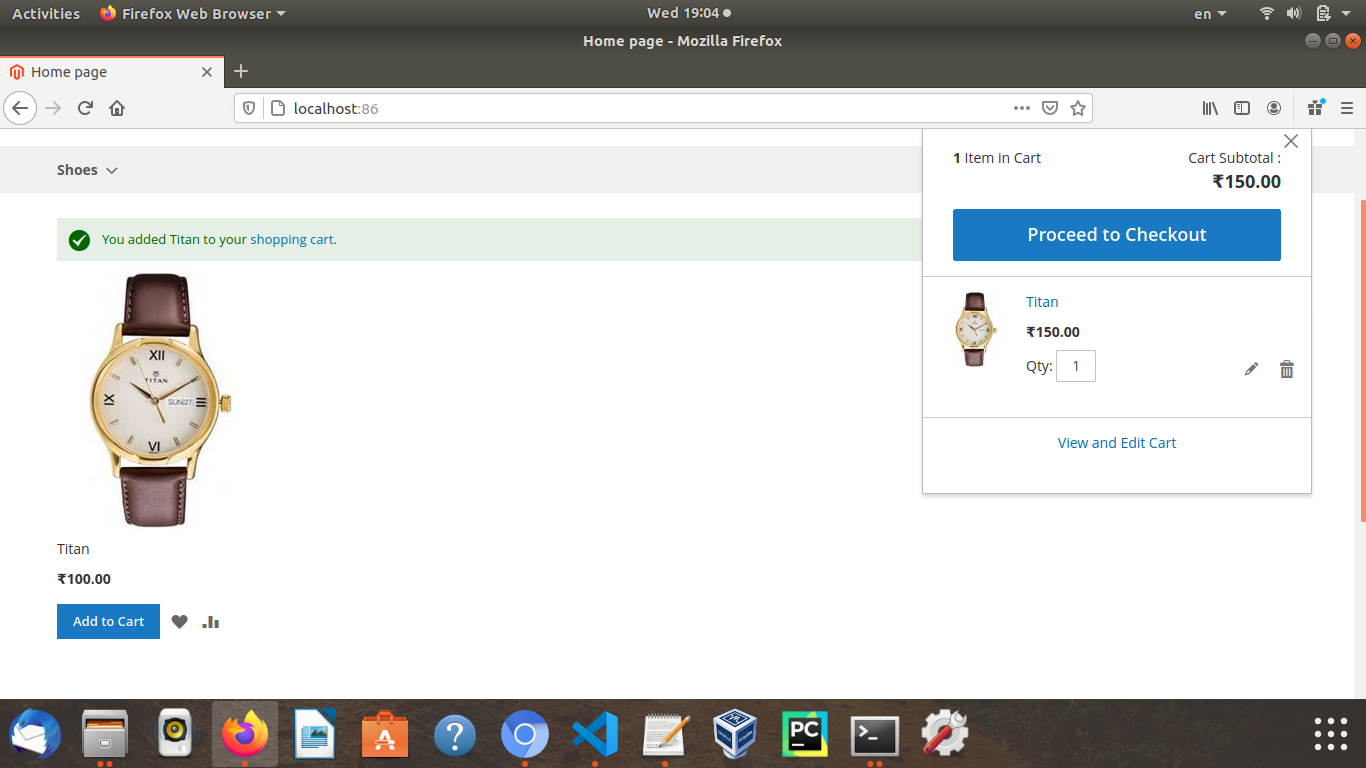 Activities Firefox Web Browser Wed 19:04 en
Home page - Mozilla Firefox
Home page
localhost:86
Shoes
1 Item in Cart Cart Subtotal :
₹150.00
Proceed to Checkout
You added Titan to your shopping cart.
Titan
₹150.00
Qty: 1
View and Edit Cart
XII
TITAN
IX SUN 27 III
VI
Titan
₹100.00
Add to Cart
A ? PC >_